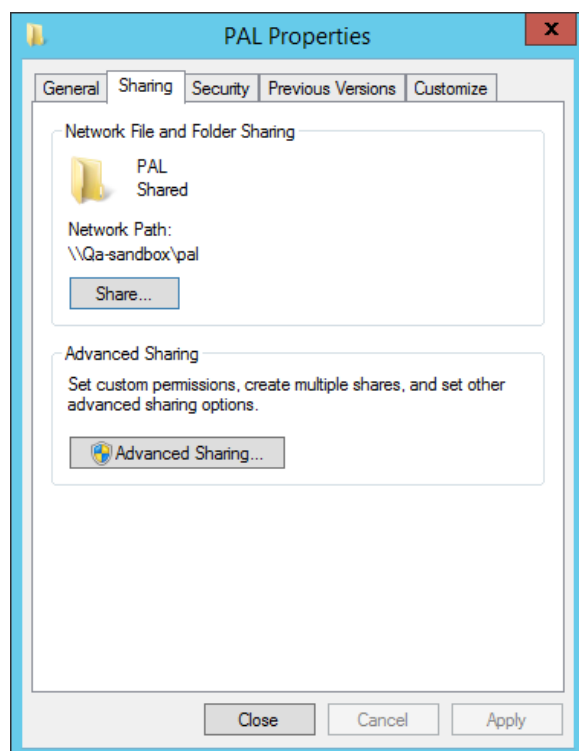 PAL Properties
x
General
Sharing
Security
Previous Versions
Customize
Network File and Folder Sharing
PAL
Shared
Network Path:
\\Qa-sandbox\pal
Share...
Advanced Sharing
Set custom permissions, create multiple shares, and set other
advanced sharing options.
Advanced Sharing...
Close
Cancel
Apply